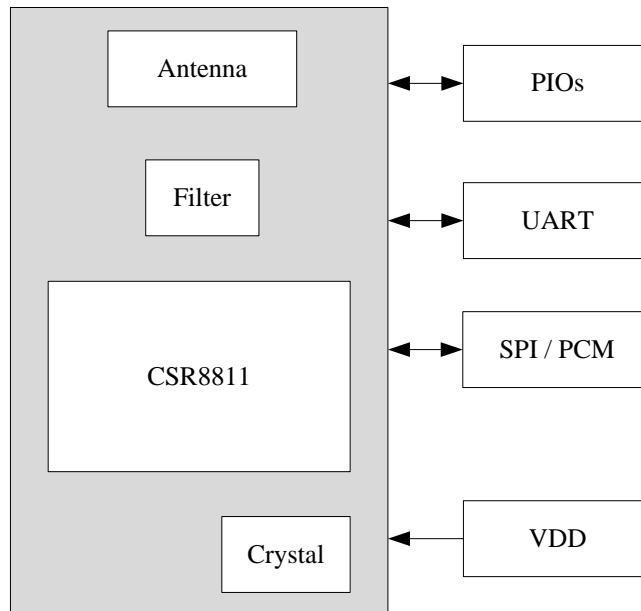 Antenna
PIOs
Filter
UART
SPI / PCM
CSR8811
VDD
Crystal